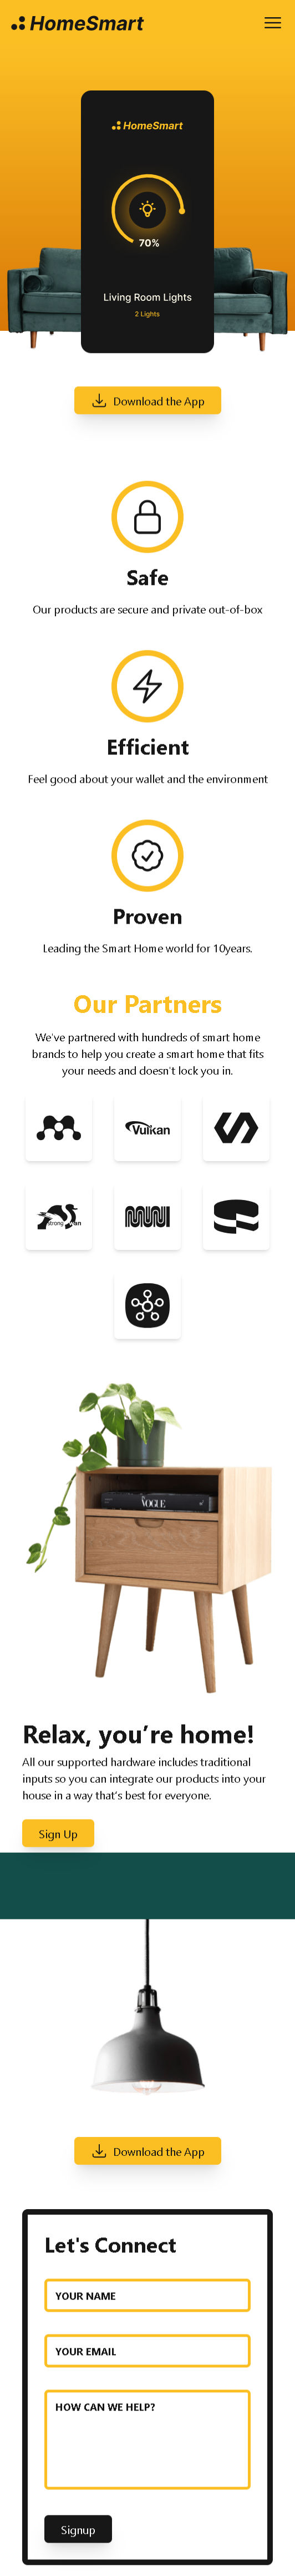 HomeSmart
HomeSmart
70%
Living Room Lights
2 Lights
Download the App
Safe
Our products are secure and private out-of-box
Efficient
Feel good about your wallet and the environment
Proven
Leading the Smart Home world for 10years.
Our Partners
We've partnered with hundreds of smart home
brands to help you create a smart home that fits
your needs and doesn't lock you in.
Vulkan
strong
VOGUE
Relax, you're home!
All our supported hardware includes traditional
inputs so you can integrate our products into your
house in a way that's best for everyone.
Sign Up
Download the App
Let's Connect
YOUR NAME
YOUR EMAIL
HOW CAN WE HELP?
Signup